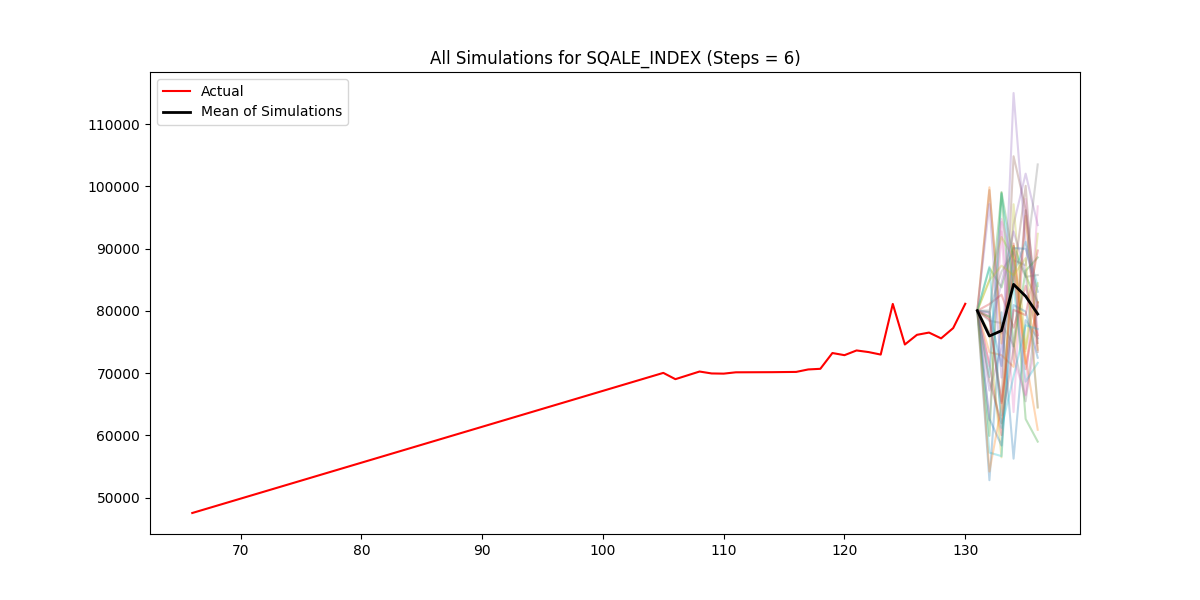 All Simulations for SQALE_INDEX (Steps = 6)
Actual
Mean of Simulations
110000
100000
90000
80000
70000
60000
50000
70 80 90 100 110 120 130